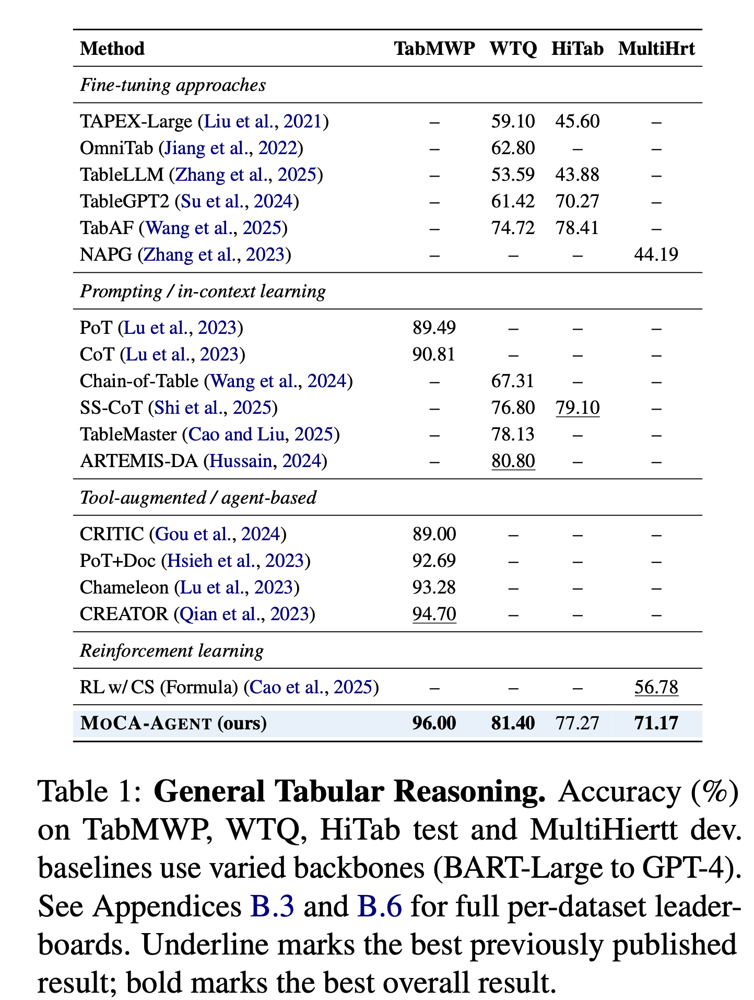 Method TabMWP WTQ HiTab MultiHrt
Fine-tuning approaches
TAPEX-Large (Liu et al., 2021) – 59.10 45.60 –
OmniTab (Jiang et al., 2022) – 62.80 – –
TableLLM (Zhang et al., 2025) – 53.59 43.88 –
TableGPT2 (Su et al., 2024) – 61.42 70.27 –
TabAF (Wang et al., 2025) – 74.72 78.41 –
NAPG (Zhang et al., 2023) – – – 44.19
Prompting / in-context learning
PoT (Lu et al., 2023) 89.49 – – –
CoT (Lu et al., 2023) 90.81 – – –
Chain-of-Table (Wang et al., 2024) – 67.31 – –
SS-CoT (Shi et al., 2025) – 76.80 79.10 –
TableMaster (Cao and Liu, 2025) – 78.13 – –
ARTEMIS-DA (Hussain, 2024) – 80.80 – –
Tool-augmented / agent-based
CRITIC (Gou et al., 2024) 89.00 – – –
PoT+Doc (Hsieh et al., 2023) 92.69 – – –
Chameleon (Lu et al., 2023) 93.28 – – –
CREATOR (Qian et al., 2023) 94.70 – – –
Reinforcement learning
RL w/ CS (Formula) (Cao et al., 2025) – – – 56.78
MOCA-AGENT (ours) 96.00 81.40 77.27 71.17
Table 1: General Tabular Reasoning. Accuracy (%)
on TabMWP, WTQ, HiTab test and MultiHiertt dev.
baselines use varied backbones (BART-Large to GPT-4).
See Appendices B.3 and B.6 for full per-dataset leader-
boards. Underline marks the best previously published
result; bold marks the best overall result.